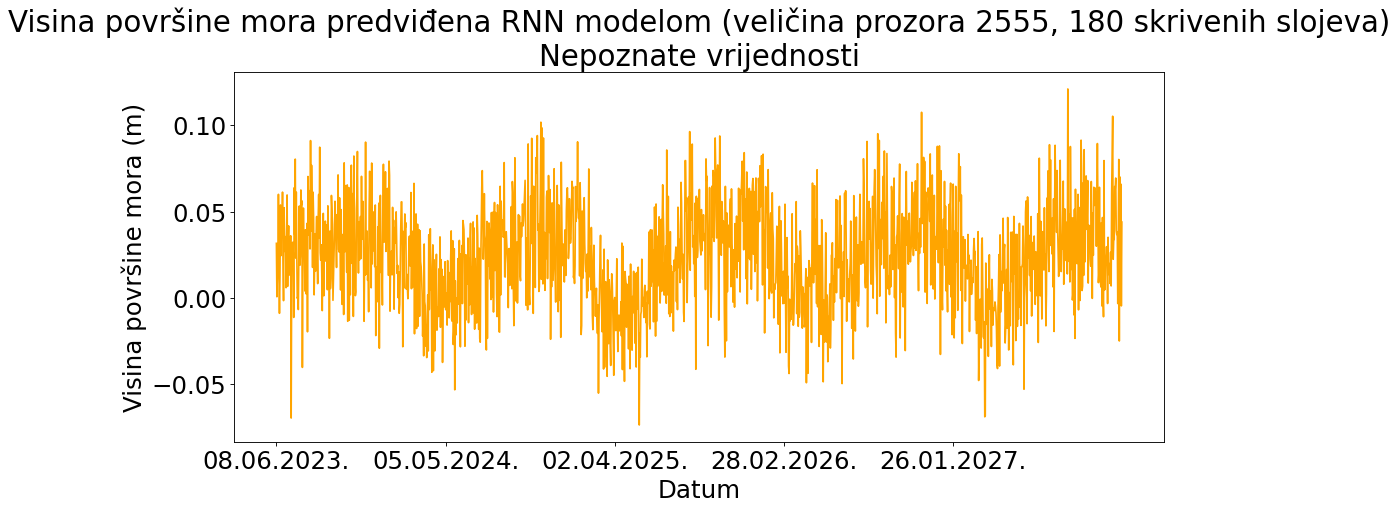 Visina površine mora predviđena RNN modelom (veličina prozora 2555, 180 skrivenih slojeva)
Nepoznate vrijednosti
Visina površine mora (m)
0.10
0.05
0.00
−0.05
08.06.2023. 05.05.2024. 02.04.2025. 28.02.2026. 26.01.2027.
Datum